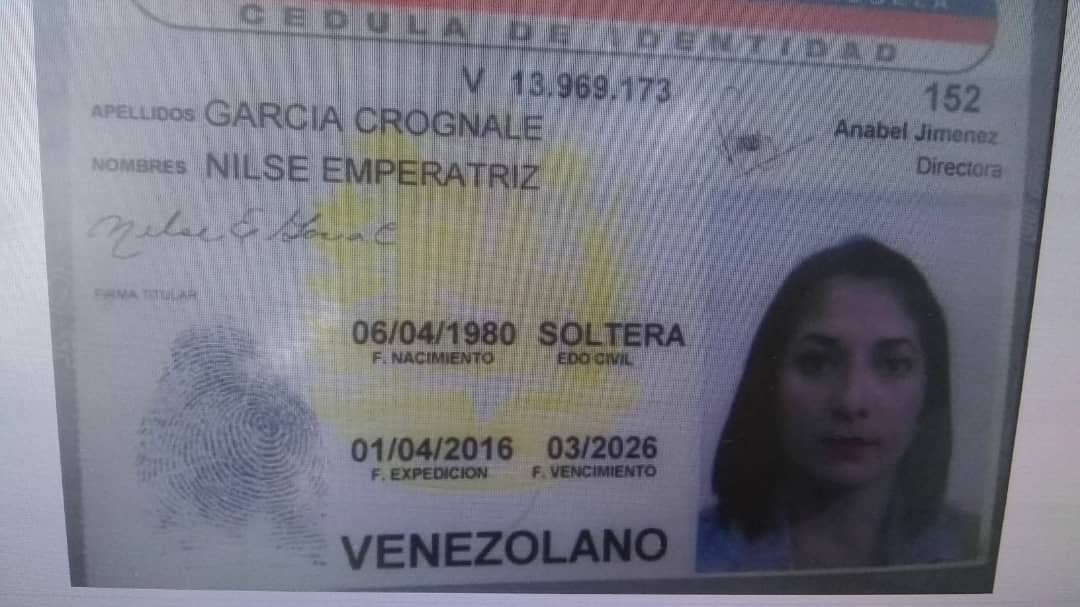 CEDULA DE IDENTIDAD
V 13.969.173
152
APELLIDOS GARCIA CROGNALE
Anabel Jimenez
Directora
NOMBRES NILSE EMPERATRIZ
Nilse E
FIRMA TITULAR
06/04/1980 SOLTERA
F. NACIMIENTO EDO CIVIL
01/04/2016 03/2026
F. EXPEDICION F. VENCIMIENTO
VENEZOLANO